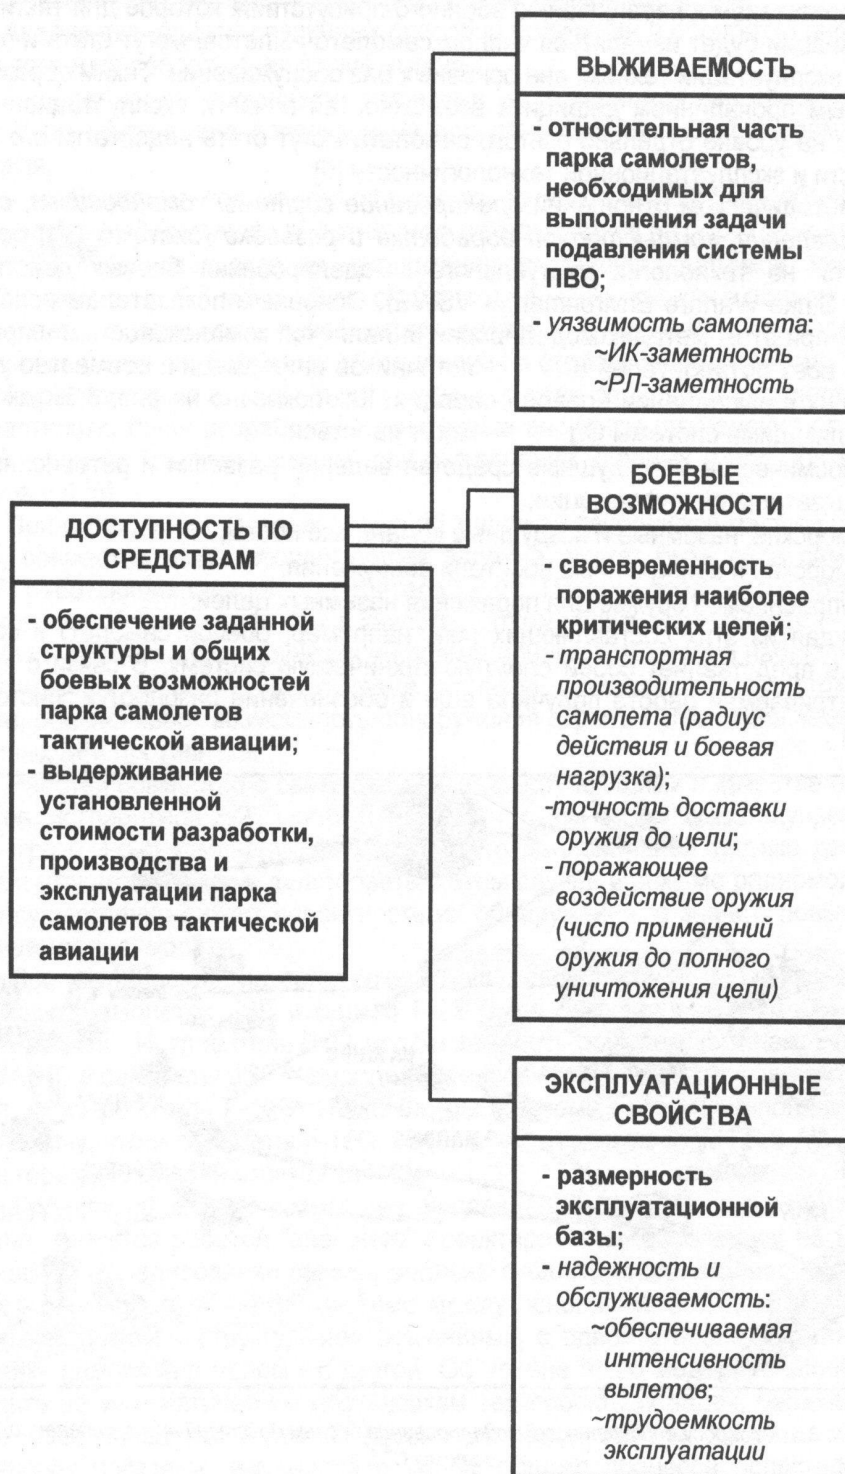 ВЫЖИВАЕМОСТЬ
- относительная часть
парка самолетов,
необходимых для
выполнения задачи
подавления системы
ПВО;
- уязвимость самолета:
~ИК-заметность
~РЛ-заметность
ДОСТУПНОСТЬ ПО
СРЕДСТВАМ
- обеспечение заданной
структуры и общих
боевых возможностей
парка самолетов
тактической авиации;
- выдерживание
установленной
стоимости разработки,
производства и
эксплуатации парка
самолетов тактической
авиации
БОЕВЫЕ
ВОЗМОЖНОСТИ
- своевременность
поражения наиболее
критических целей;
- транспортная
производительность
самолета (радиус
действия и боевая
нагрузка);
-точность доставки
оружия до цели;
- поражающее
воздействие оружия
(число применений
оружия до полного
уничтожения цели)
ЭКСПЛУАТАЦИОННЫЕ
СВОЙСТВА
- размерность
эксплуатационной
базы;
- надежность и
обслуживаемость:
~обеспечиваемая
интенсивность
вылетов;
~трудоемкость
эксплуатации